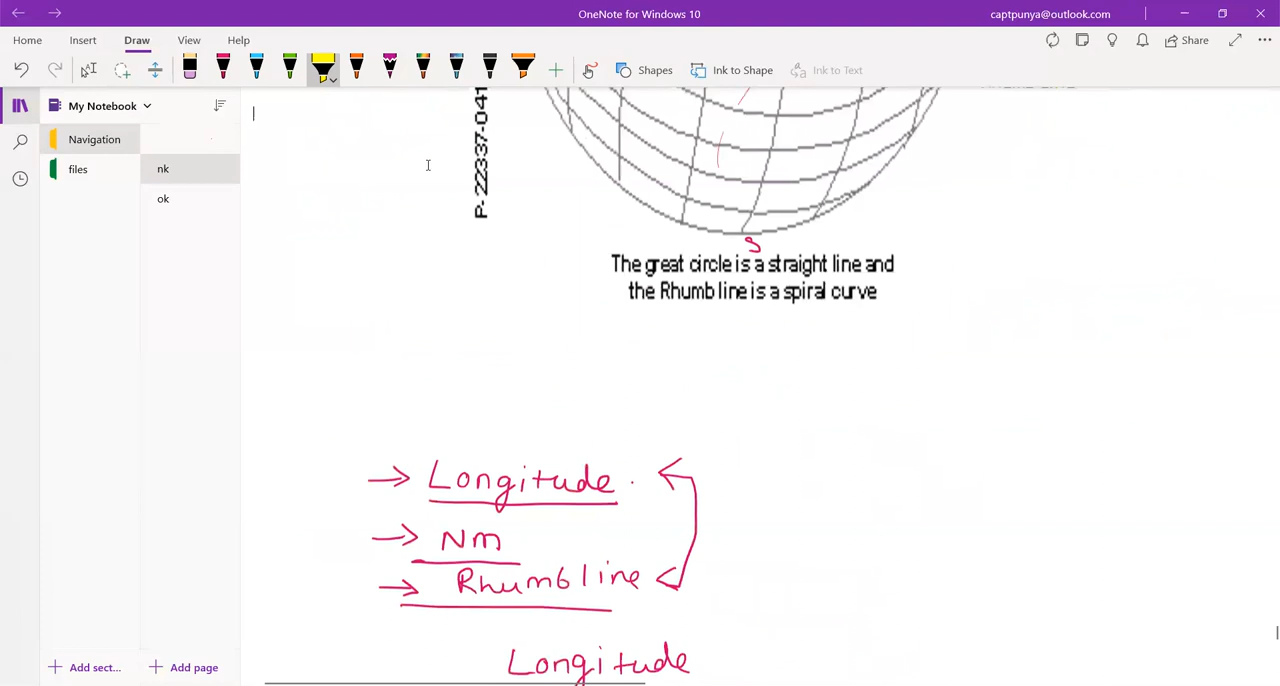 OneNote for Windows 10
captpunya@outlook.com
Home Insert Draw View Help
Share
Shapes Ink to Shape Ink to Text
My Notebook
Navigation
files
nk
ok
P-22337-041
S
The great circle is a straight line and
the Rhumb line is a spiral curve
→ Longitude.
→ Nm
→ Rhumb line
Longitude
Add sect... Add page